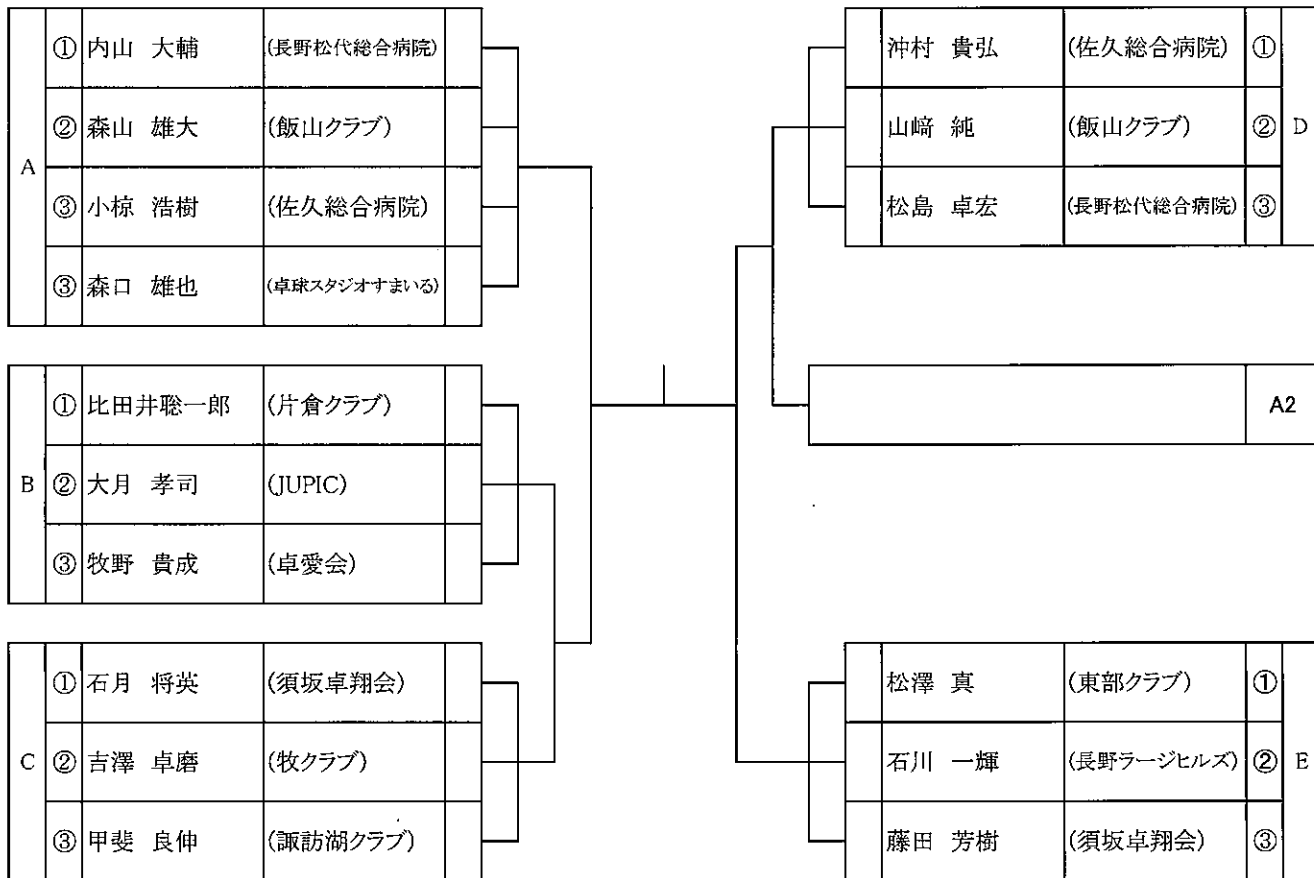 A
① 内山 大輔 (長野松代総合病院)
② 森山 雄大 (飯山クラブ)
③ 小椋 浩樹 (佐久総合病院)
③ 森口 雄也 (卓球スタジオすまいる)
B
① 比田井聡一郎 (片倉クラブ)
② 大月 孝司 (JUPIC)
③ 牧野 貴成 (卓愛会)
C
① 石月 将英 (須坂卓翔会)
② 吉澤 卓磨 (牧クラブ)
③ 甲斐 良伸 (諏訪湖クラブ)
沖村 貴弘 (佐久総合病院) ①
山﨑 純 (飯山クラブ) ②
松島 卓宏 (長野松代総合病院) ③
D
A2
松澤 真 (東部クラブ) ①
石川 一輝 (長野ラージヒルズ) ②
藤田 芳樹 (須坂卓翔会) ③
E